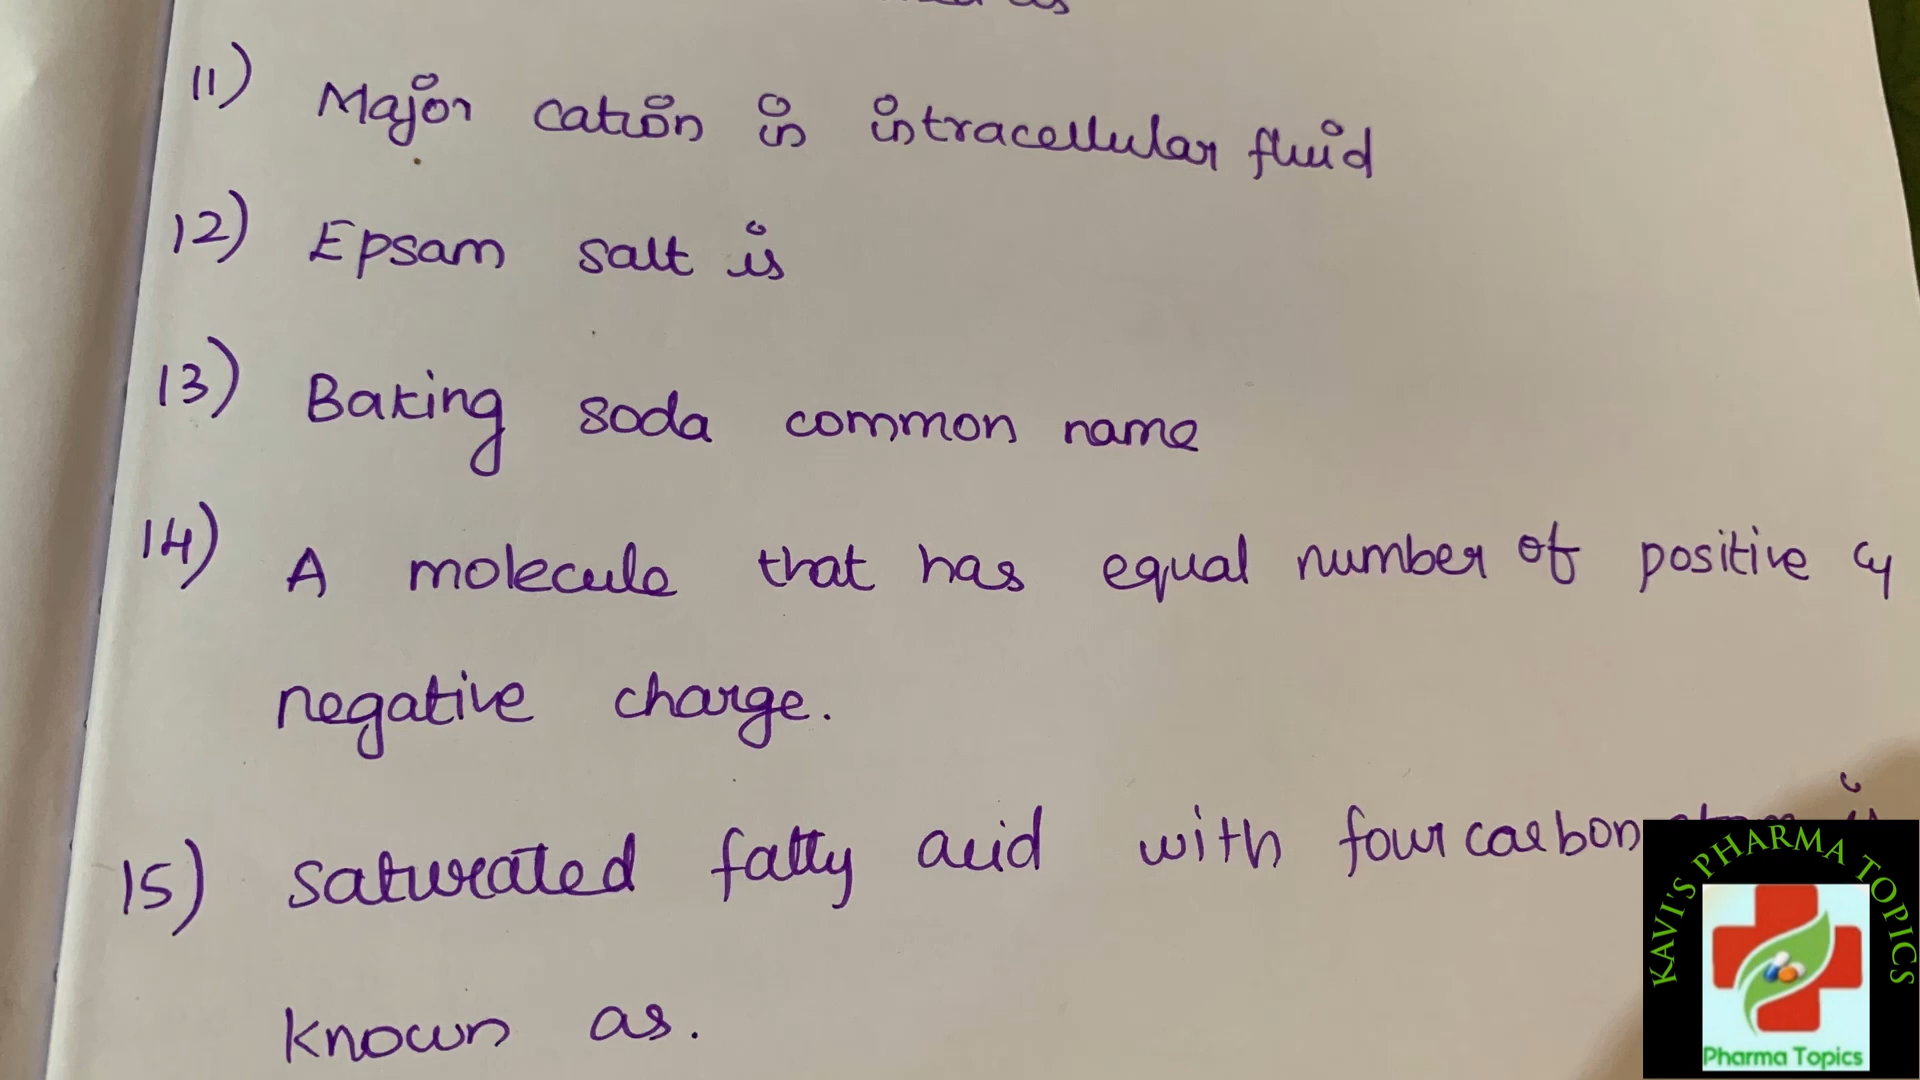 11) Major cation in intracellular fluid
12) Epsam salt is
13) Baking soda common name
14) A molecule that has equal number of positive &
negative charge.
15) Saturated fatty acid with four carbon atom is
known as.
KAVI'S PHARMA TOPICS
Pharma Topics